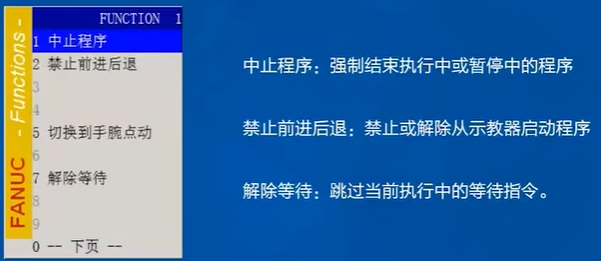 FUNCTION 1
1 中止程序
2 禁止前进后退
3
4
5 切换到手腕点动
6
7 解除等待
8
9
0 -- 下页 --
FANUC - Functions -
中止程序：强制结束执行中或暂停中的程序
禁止前进后退：禁止或解除从示教器启动程序
解除等待：跳过当前执行中的等待指令。